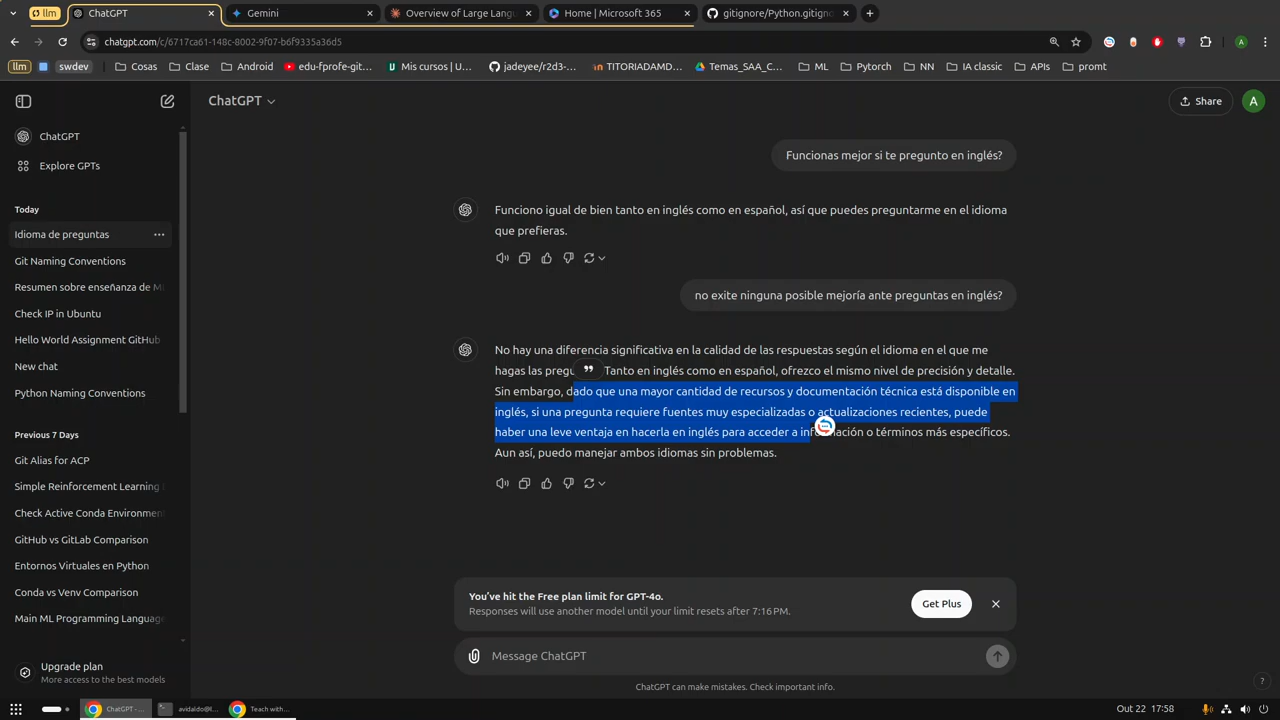 llm
ChatGPT
Gemini
Overview of Large Langu
Home | Microsoft 365
gitignore/Python.gitigno
chatgpt.com/c/6717ca61-148c-8002-9f07-b6f9335a36d5
A
llm
swdev
Cosas
Clase
Android
edu-fprofe-git...
Mis cursos | U...
jadeyee/r2d3-...
TITORIADAMD...
Temas_SAA_C...
ML
Pytorch
NN
IA classic
APIs
promt
ChatGPT
Share
A
ChatGPT
Explore GPTs
Today
Idioma de preguntas
Git Naming Conventions
Resumen sobre enseñanza de M
Check IP in Ubuntu
Hello World Assignment GitHub
New chat
Python Naming Conventions
Previous 7 Days
Git Alias for ACP
Simple Reinforcement Learning
Check Active Conda Environmen
GitHub vs GitLab Comparison
Entornos Virtuales en Python
Conda vs Venv Comparison
Main ML Programming Language
Upgrade plan
More access to the best models
Funcionas mejor si te pregunto en inglés?
Funciono igual de bien tanto en inglés como en español, así que puedes preguntarme en el idioma
que prefieras.
no exite ninguna posible mejoría ante preguntas en inglés?
No hay una diferencia significativa en la calidad de las respuestas según el idioma en el que me
hagas las pregu Tanto en inglés como en español, ofrezco el mismo nivel de precisión y detalle.
Sin embargo, dado que una mayor cantidad de recursos y documentación técnica está disponible en
inglés, si una pregunta requiere fuentes muy especializadas o actualizaciones recientes, puede
haber una leve ventaja en hacerla en inglés para acceder a información o términos más específicos.
Aun así, puedo manejar ambos idiomas sin problemas.
You've hit the Free plan limit for GPT-4o.
Responses will use another model until your limit resets after 7:16 PM.
Get Plus
Message ChatGPT
ChatGPT can make mistakes. Check important info.
?
ChatGPT - ...
avidaldo@l...
Teach with...
Out 22 17:58